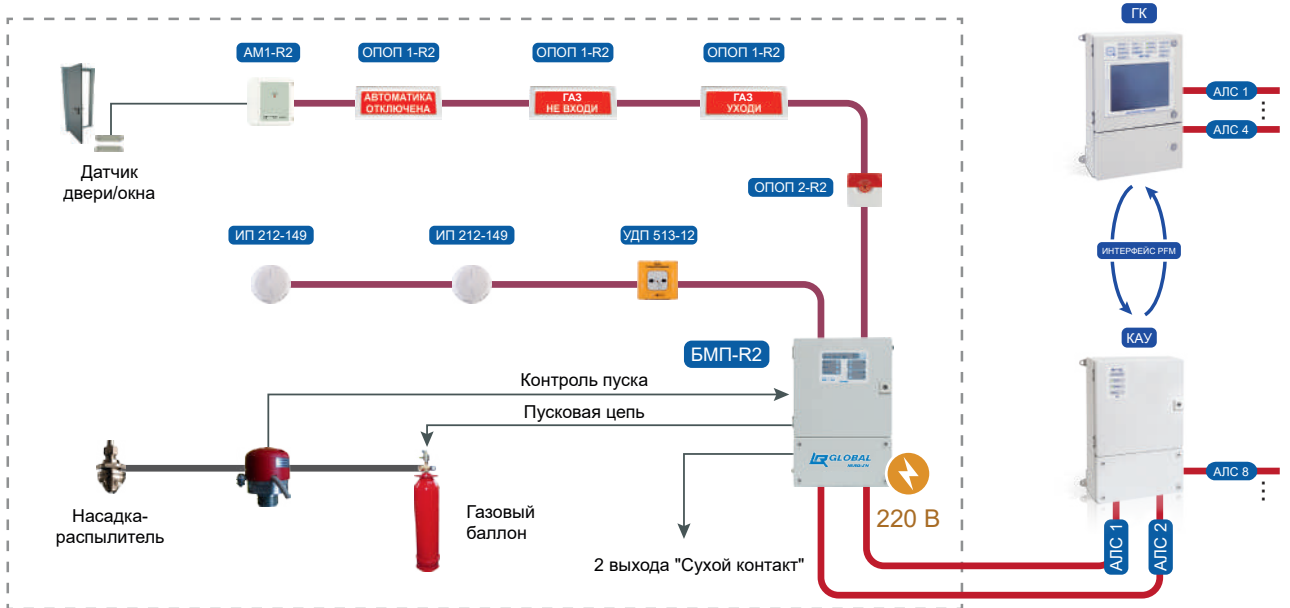 ГК
АМ1-R2
ОПОП 1-R2
ОПОП 1-R2
ОПОП 1-R2
АВТОМАТИКА
ОТКЛЮЧЕНА
ГАЗ
НЕ ВХОДИ
ГАЗ
УХОДИ
АЛС 1
АЛС 4
Датчик
двери/окна
ОПОП 2-R2
ИП 212-149
ИП 212-149
УДП 513-12
ИНТЕРФЕЙС PFM
БМП-R2
КАУ
Контроль пуска
Пусковая цепь
GLOBAL
АЛС 8
Насадка-
распылитель
Газовый
баллон
220 В
АЛС 1
АЛС 2
2 выхода "Сухой контакт"